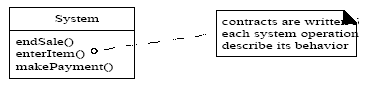 System
endSale()
enterItem()
makePayment()
contracts are written
each system operation
describe its behavior